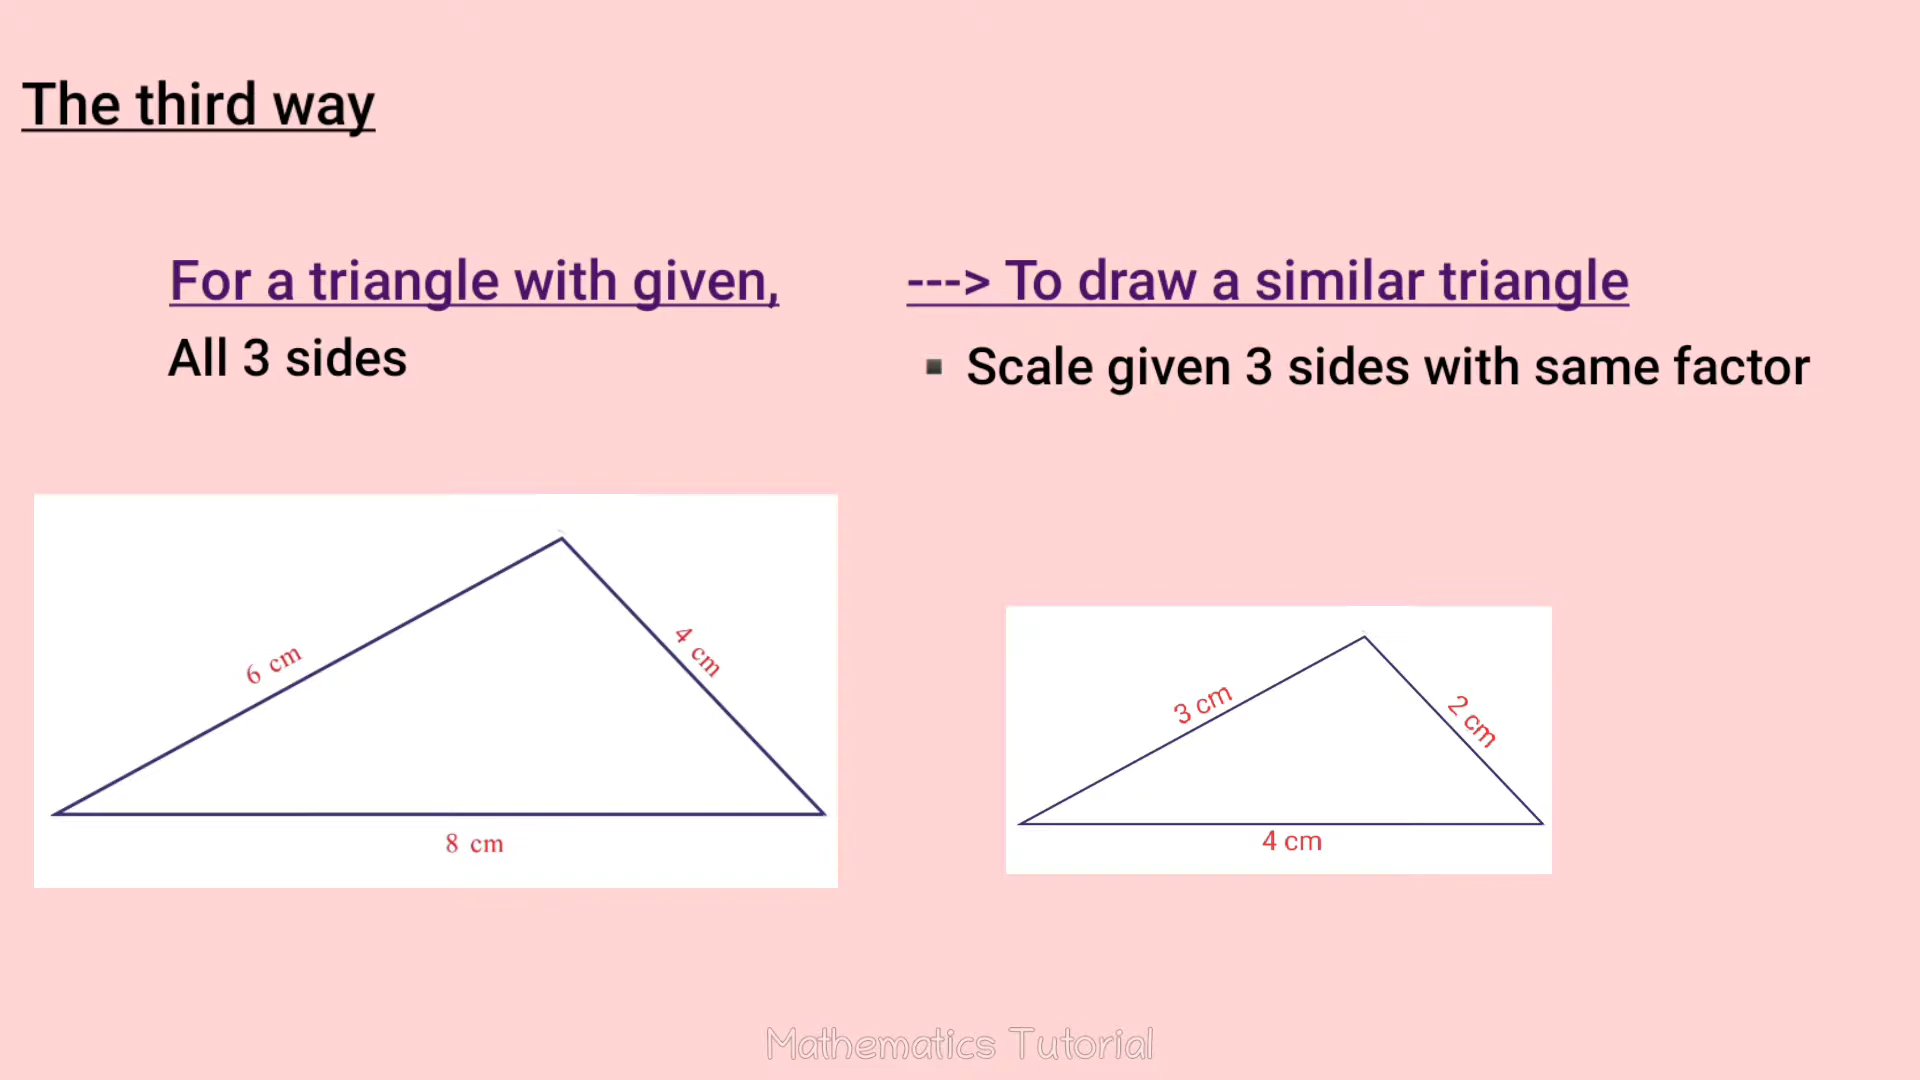 The third way
For a triangle with given,
All 3 sides
---> To draw a similar triangle
▪ Scale given 3 sides with same factor
6 cm
4 cm
8 cm
3 cm
2 cm
4 cm
Mathematics Tutorial